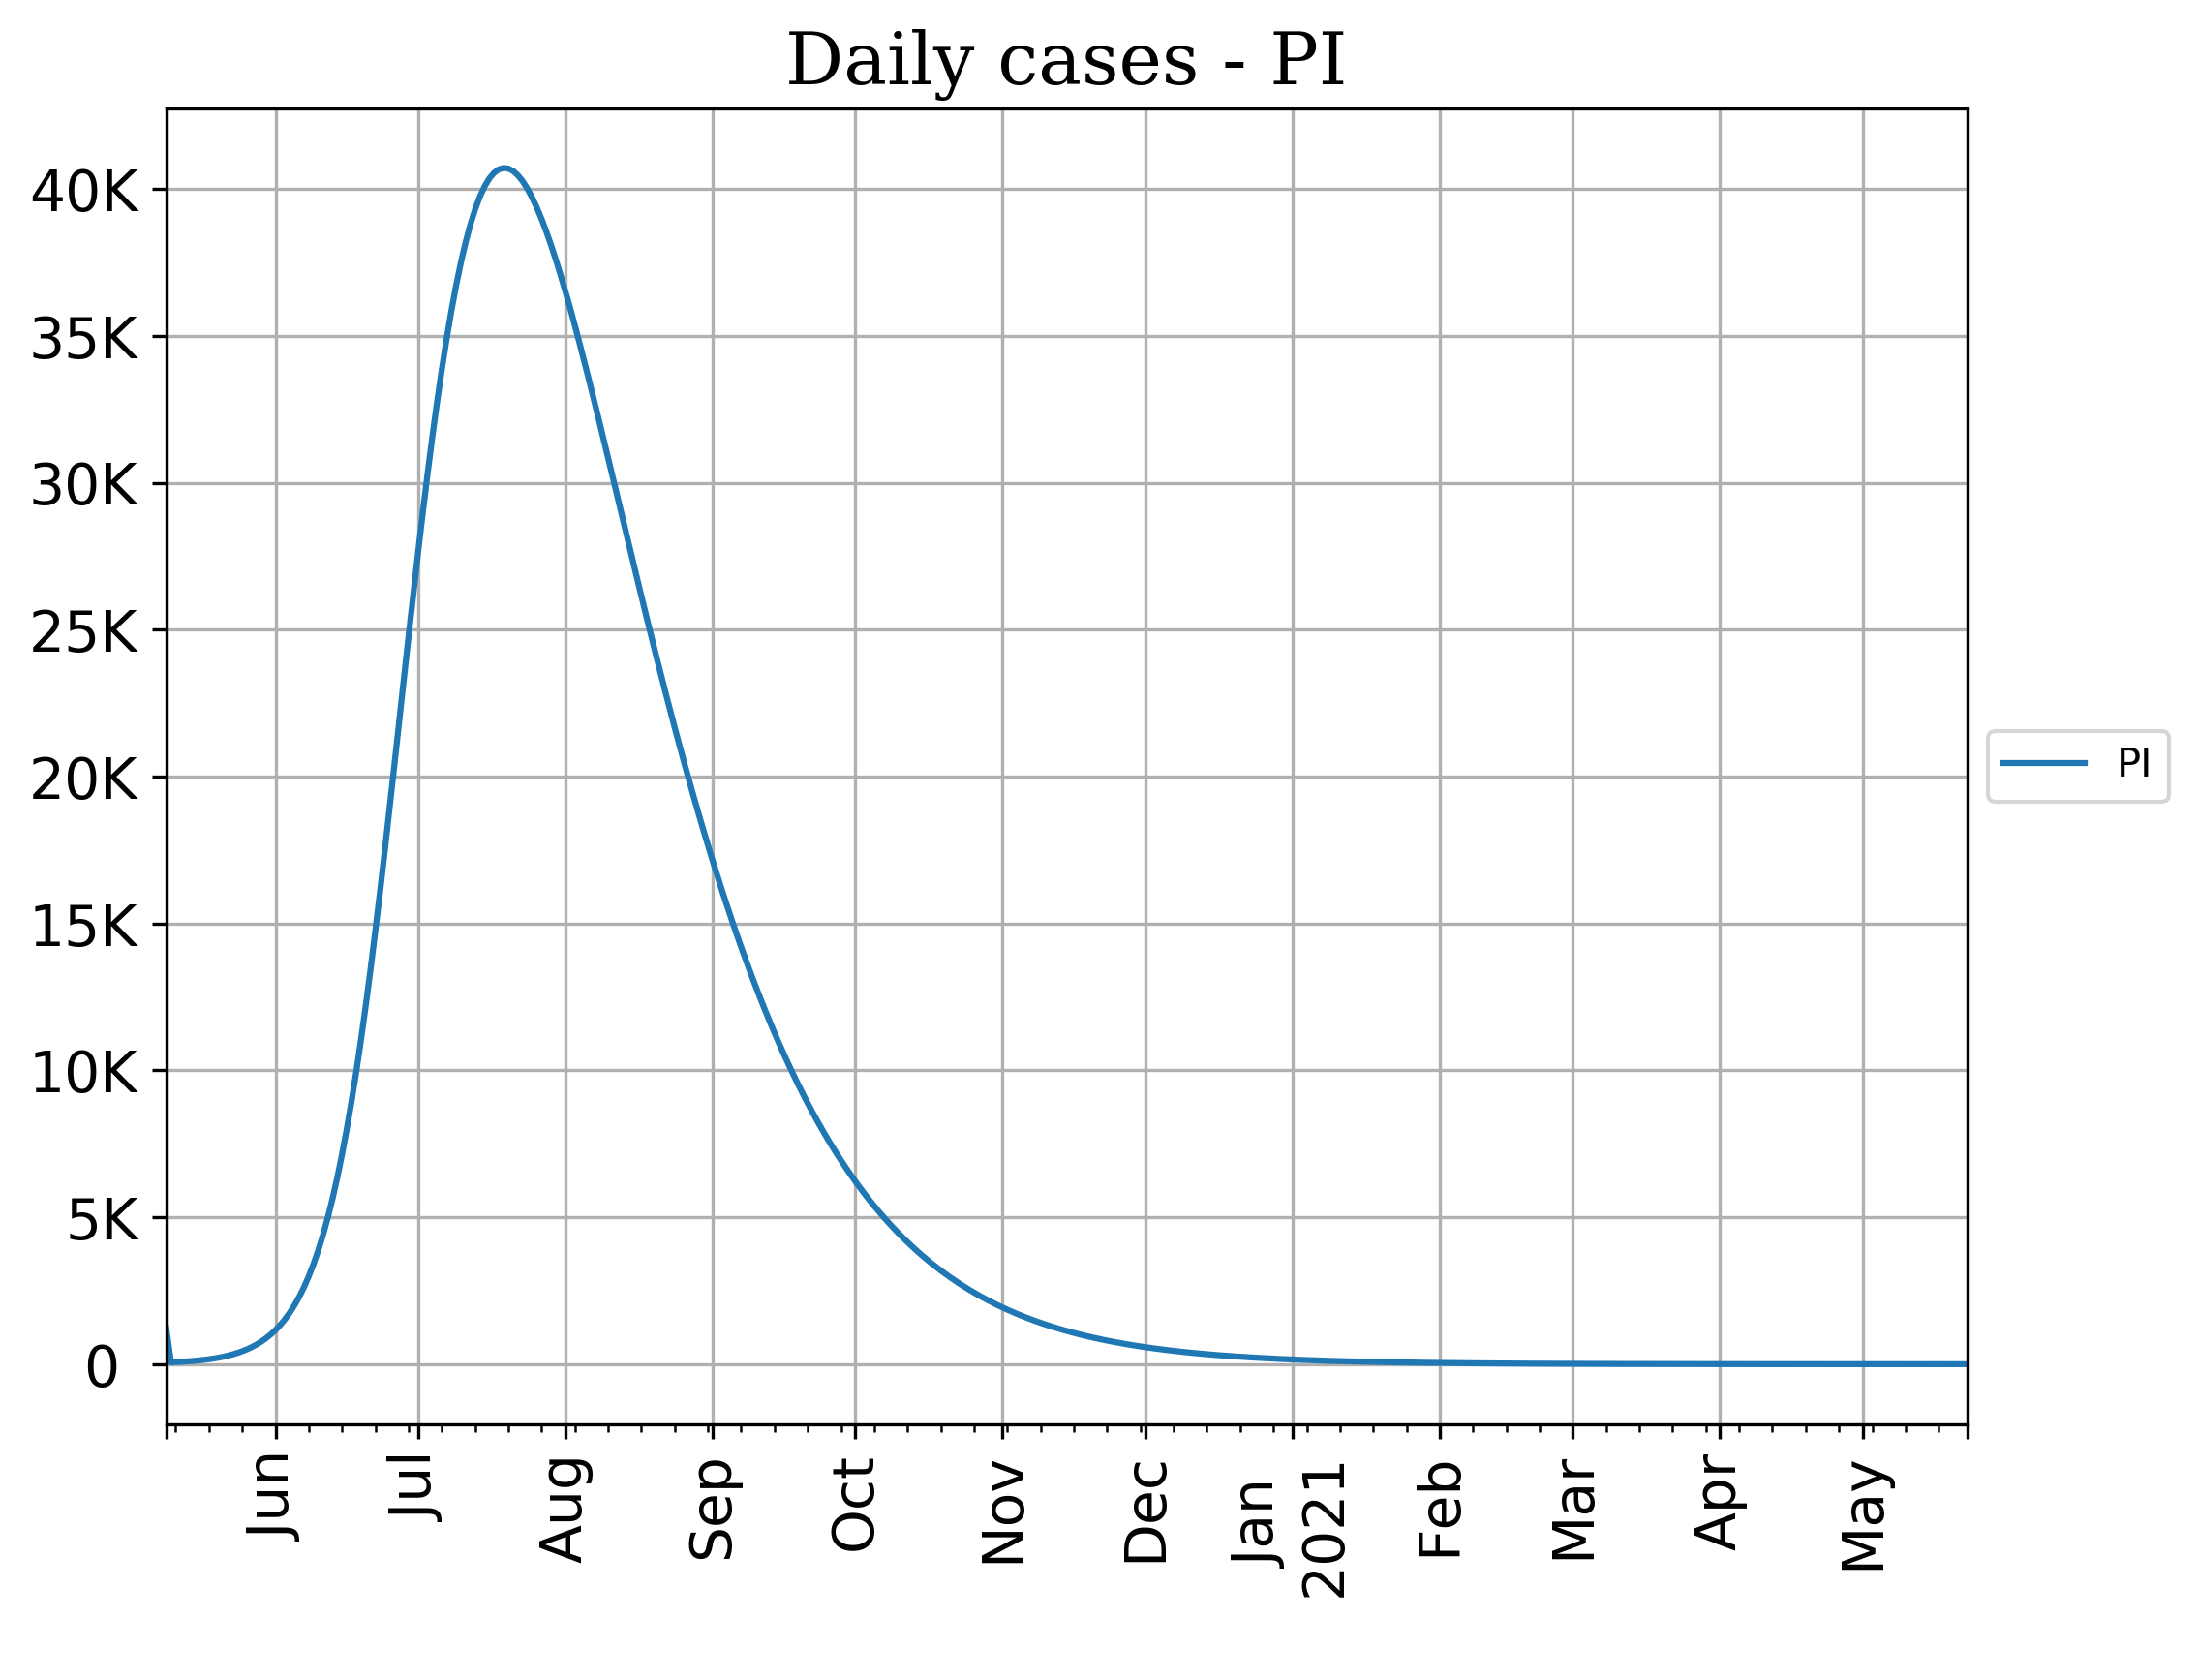 Daily cases - PI
40K
35K
30K
25K
20K
15K
10K
5K
0
PI
Jun
Jul
Aug
Sep
Oct
Nov
Dec
Jan
2021
Feb
Mar
Apr
May